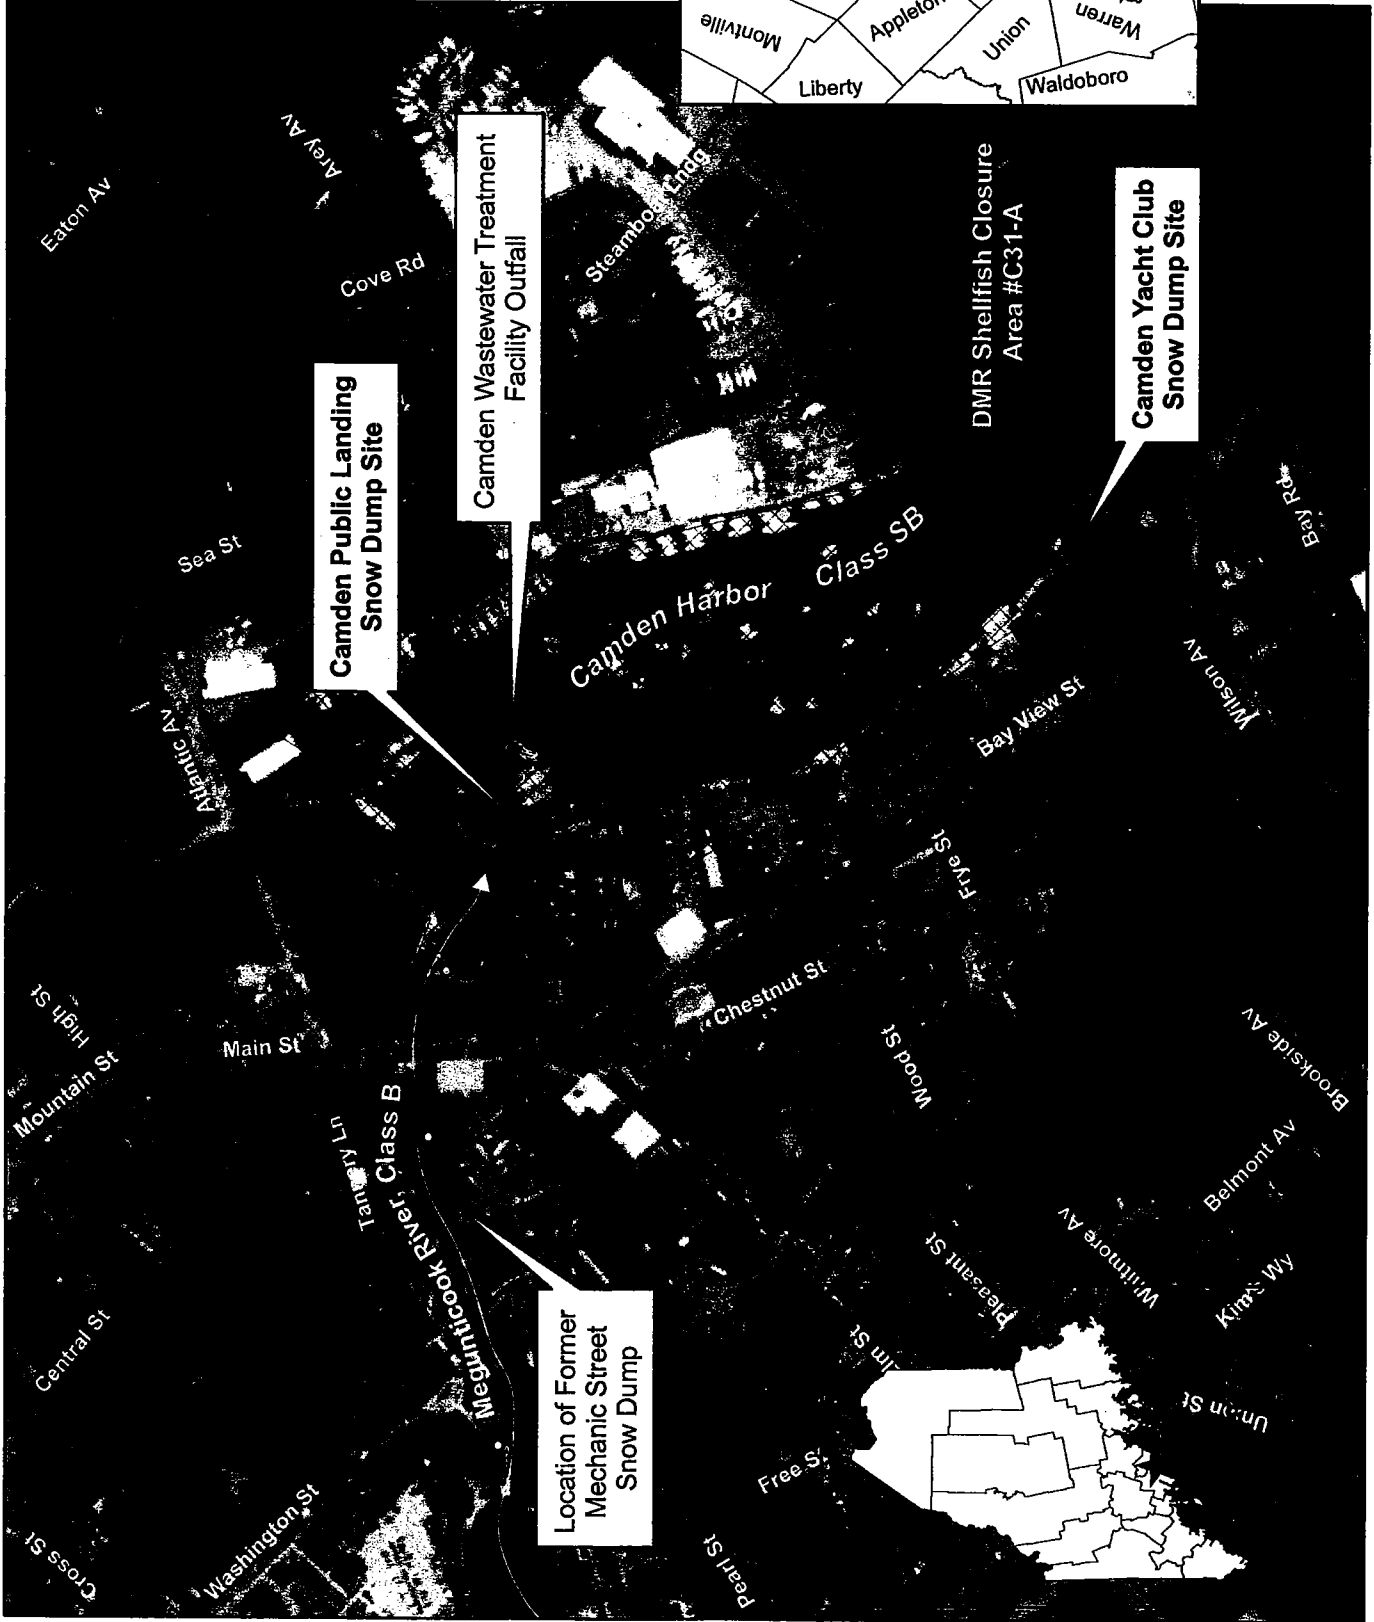 Cross St
Washington St
Central St
Mountain St
High St
Main St
Tannery Ln
Atlantic Av
Sea St
Eaton Av
Arey Av
Cove Rd
Megunticook River, Class B
Location of Former
Mechanic Street
Snow Dump
Camden Public Landing
Snow Dump Site
Camden Wastewater Treatment
Facility Outfall
Steamboat Lndg
Camden Harbor Class SB
DMR Shellfish Closure
Area #C31-A
Camden Yacht Club
Snow Dump Site
Bay View St
Bay Rd
Wilson Av
Frye St
Chestnut St
Wood St
Brookside Av
Belmont Av
Whitmore Av
Kim's Wy
Pleasant St
Elm St
Union St
Free St
Pearl St
Montville
Appleton
Liberty
Union
Warren
Waldoboro